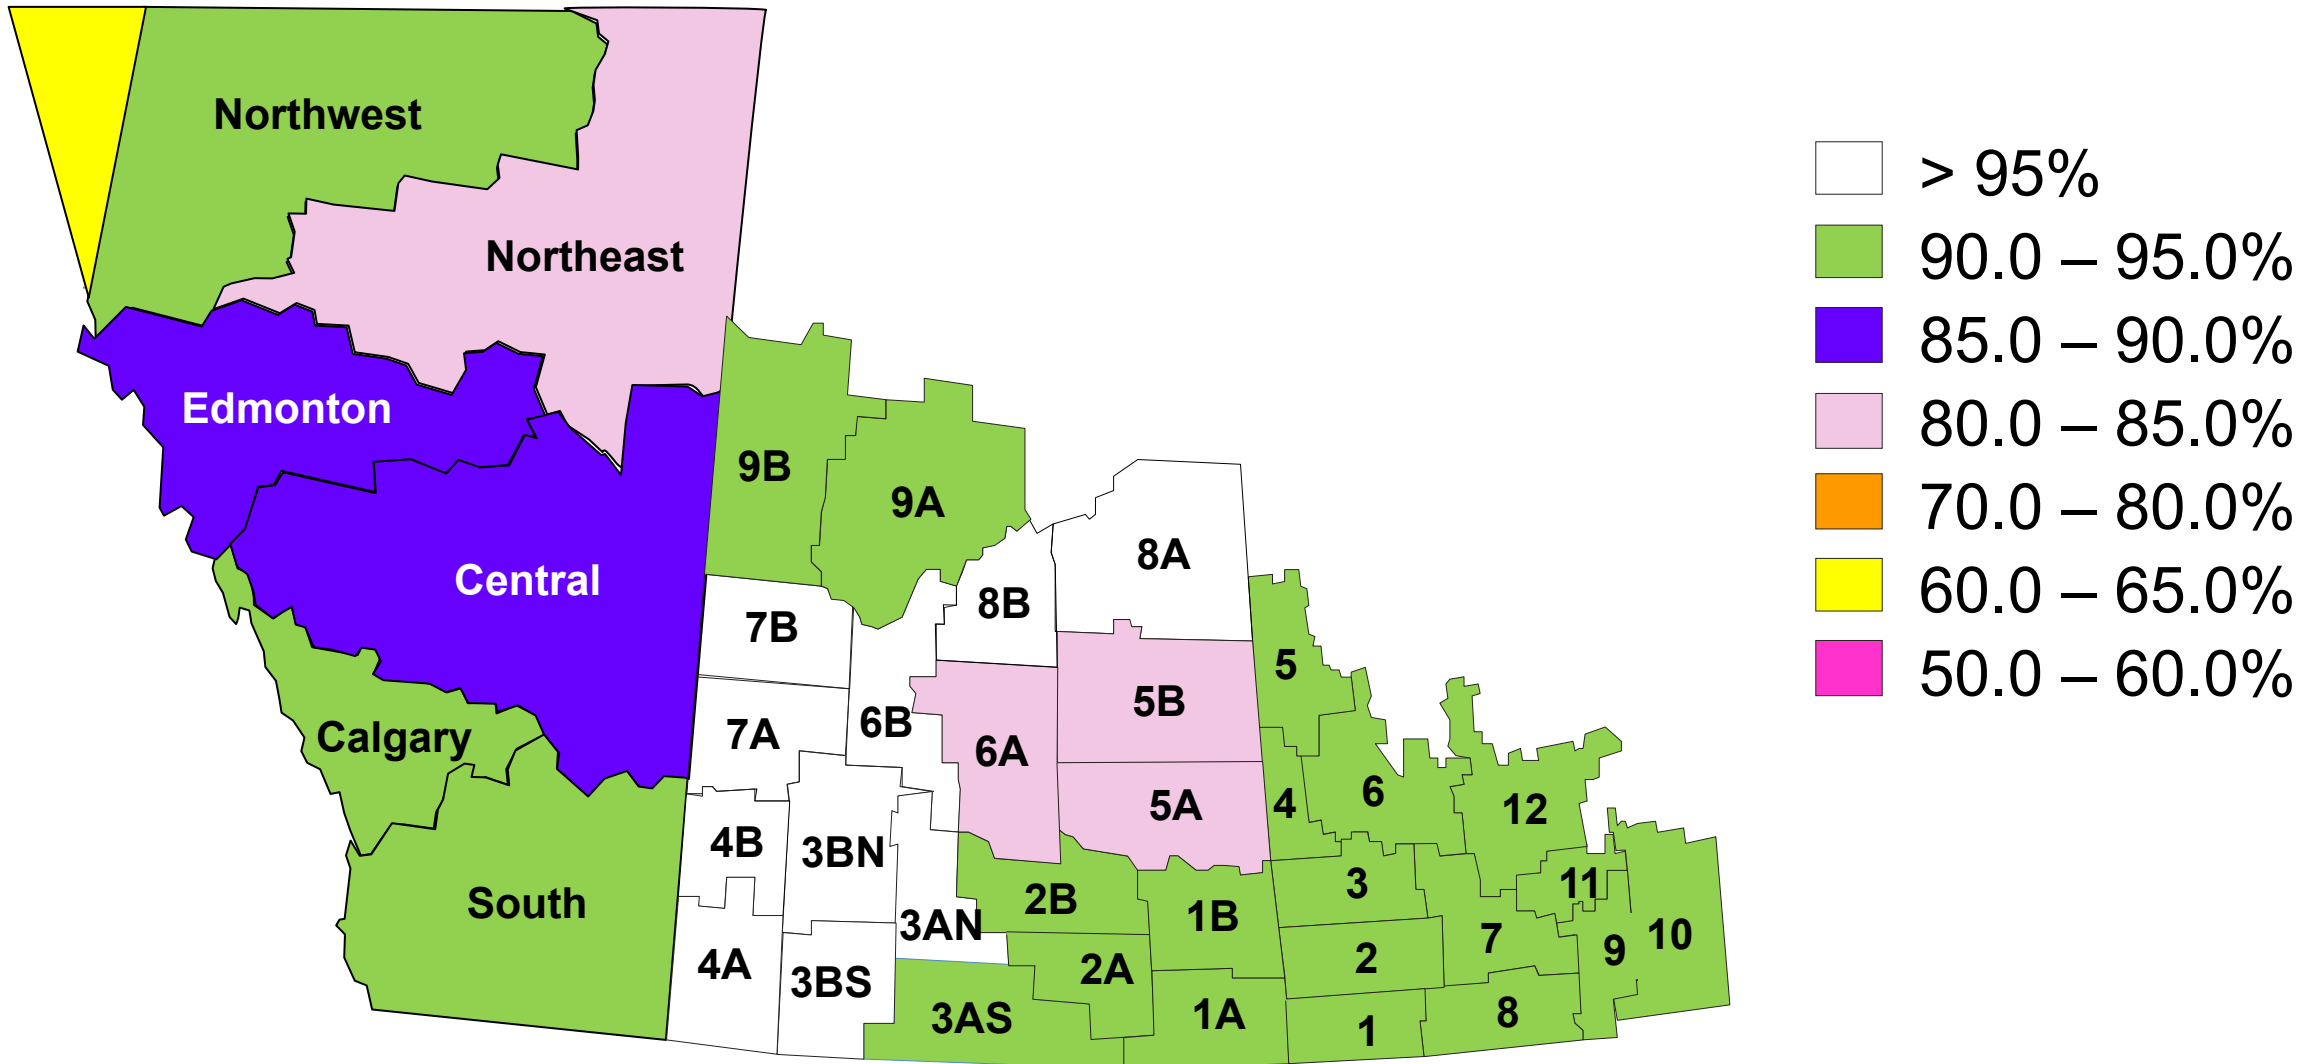 Northwest
Northeast
Edmonton
Central
Calgary
South
9B
9A
8A
8B
7B
7A
6B
6A
5B
5A
4B
4A
3BN
3BS
3AN
3AS
2B
2A
1B
1A
5
4
6
3
2
1
12
11
7
8
9
10
> 95%
90.0 – 95.0%
85.0 – 90.0%
80.0 – 85.0%
70.0 – 80.0%
60.0 – 65.0%
50.0 – 60.0%